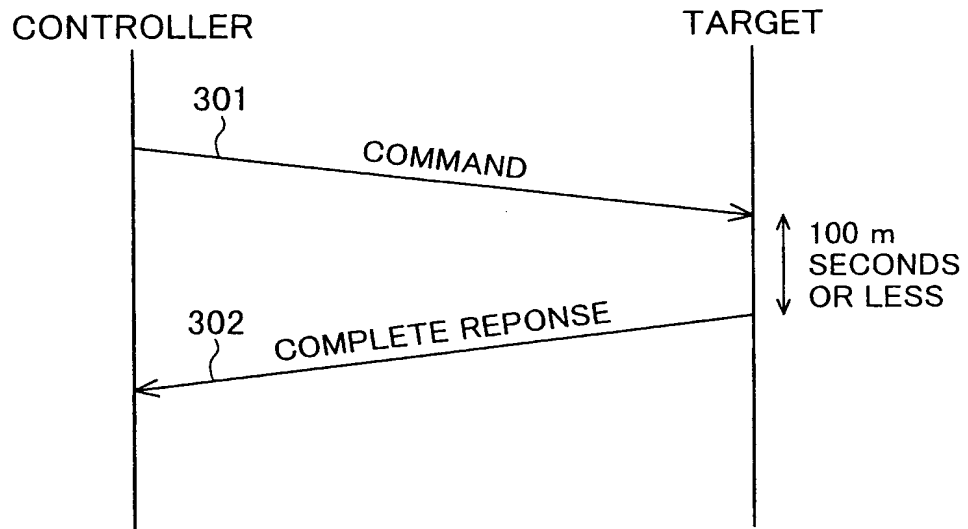 CONTROLLER
TARGET
301
COMMAND
100 m
SECONDS
OR LESS
302
COMPLETE REPONSE